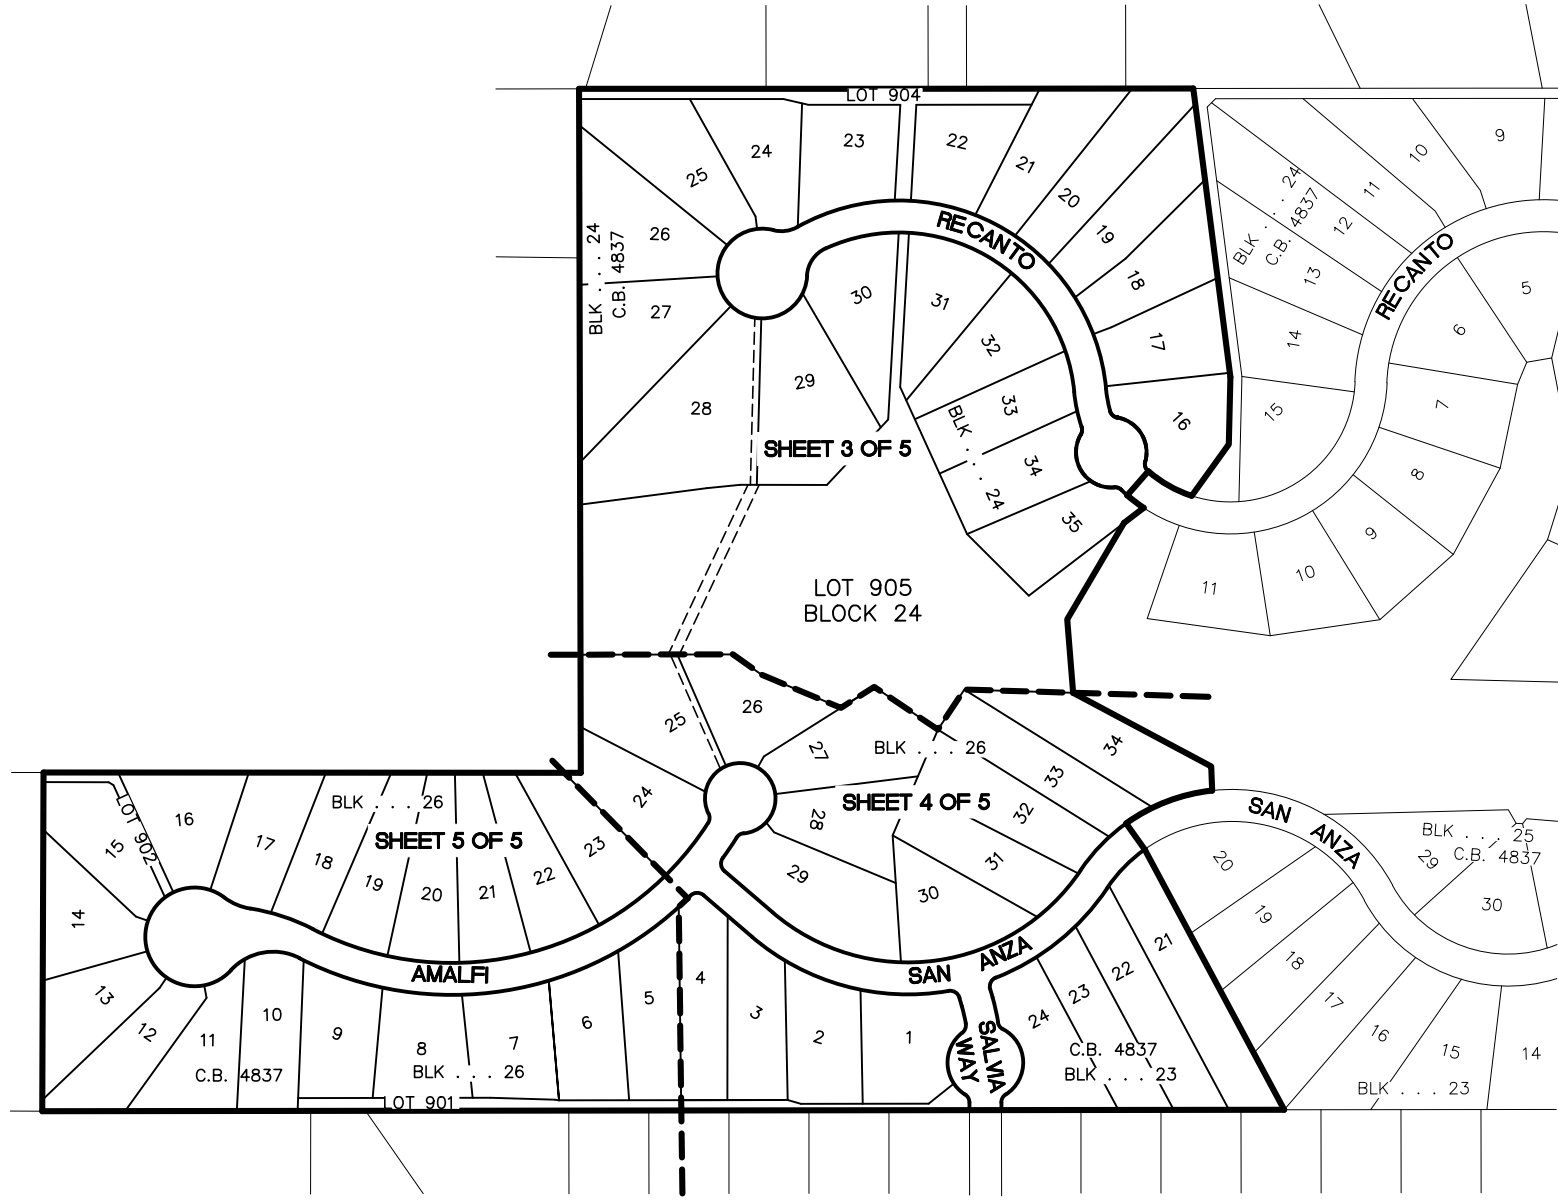 LOT 904
24
23
22
21
20
19
18
17
16
25
26
27
28
29
30
31
32
33
34
35
BLK . . . 24
C.B. 4837
RECANTO
BLK . . . 24
SHEET 3 OF 5
LOT 905
BLOCK 24
9
10
11
12
13
14
15
BLK . . . 24
C.B. 4837
RECANTO
5
6
7
8
9
10
11
25
26
27
28
29
30
31
32
33
34
BLK . . . 26
SHEET 4 OF 5
24
23
22
21
20
19
18
17
16
15
14
13
12
11
10
9
8
7
6
5
4
3
2
1
LOT 902
BLK . . . 26
SHEET 5 OF 5
AMALFI
C.B. 4837
BLK . . . 26
LOT 901
SAN ANZA
SALVIA
WAY
24
23
22
21
C.B. 4837
BLK . . . 23
SAN ANZA
20
19
18
17
16
15
14
BLK . . . 23
BLK . . . 25
C.B. 4837
29
30